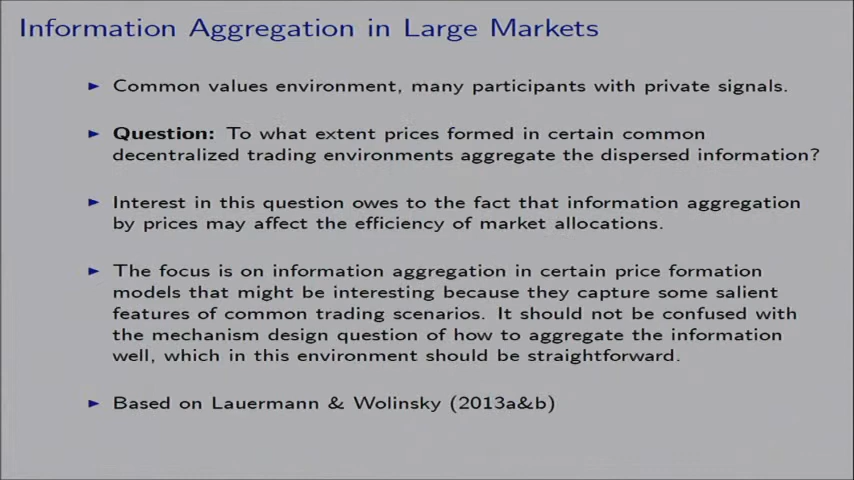 Information Aggregation in Large Markets
► Common values environment, many participants with private signals.
► Question: To what extent prices formed in certain common
decentralized trading environments aggregate the dispersed information?
► Interest in this question owes to the fact that information aggregation
by prices may affect the efficiency of market allocations.
► The focus is on information aggregation in certain price formation
models that might be interesting because they capture some salient
features of common trading scenarios. It should not be confused with
the mechanism design question of how to aggregate the information
well, which in this environment should be straightforward.
► Based on Lauermann & Wolinsky (2013a&b)